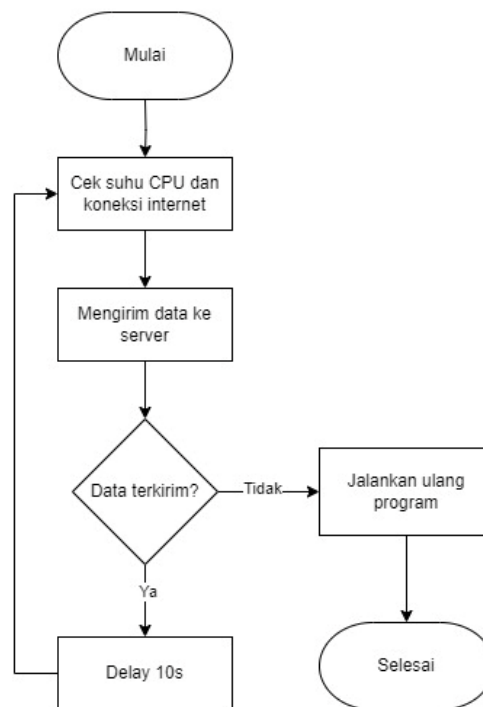 Mulai
Cek suhu CPU dan
koneksi internet
Mengirim data ke
server
Data terkirim?
Tidak
Jalankan ulang
program
Ya
Delay 10s
Selesai